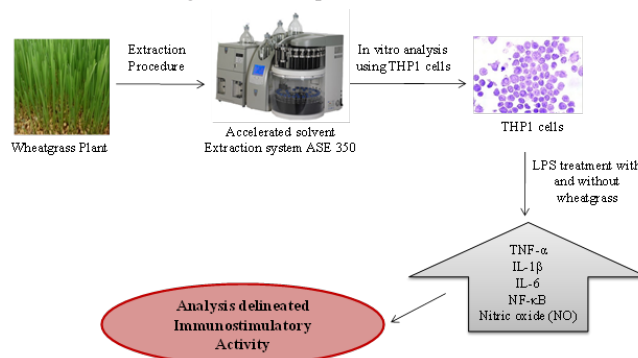 Extraction
Procedure
In vitro analysis
using THP1 cells
Wheatgrass Plant
Accelerated solvent
Extraction system ASE 350
THP1 cells
LPS treatment with
and without
wheatgrass
TNF-α
IL-1β
IL-6
NF-κB
Nitric oxide (NO)
Analysis delineated
Immunostimulatory
Activity